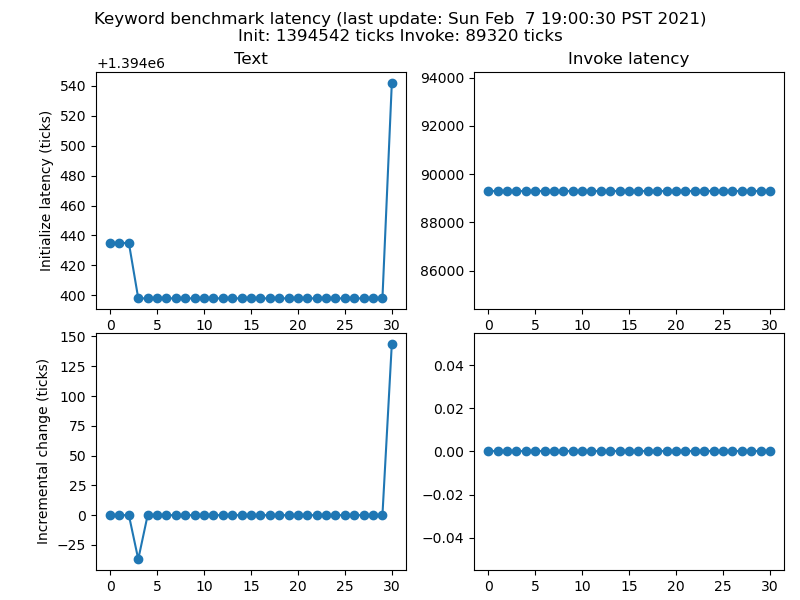 Keyword benchmark latency (last update: Sun Feb  7 19:00:30 PST 2021)
Init: 1394542 ticks Invoke: 89320 ticks
Text
Invoke latency
+1.394e6
540
520
500
480
460
440
420
400
Initialize latency (ticks)
0 5 10 15 20 25 30
94000
92000
90000
88000
86000
0 5 10 15 20 25 30
150
125
100
75
50
25
0
−25
Incremental change (ticks)
0 5 10 15 20 25 30
0.04
0.02
0.00
−0.02
−0.04
0 5 10 15 20 25 30